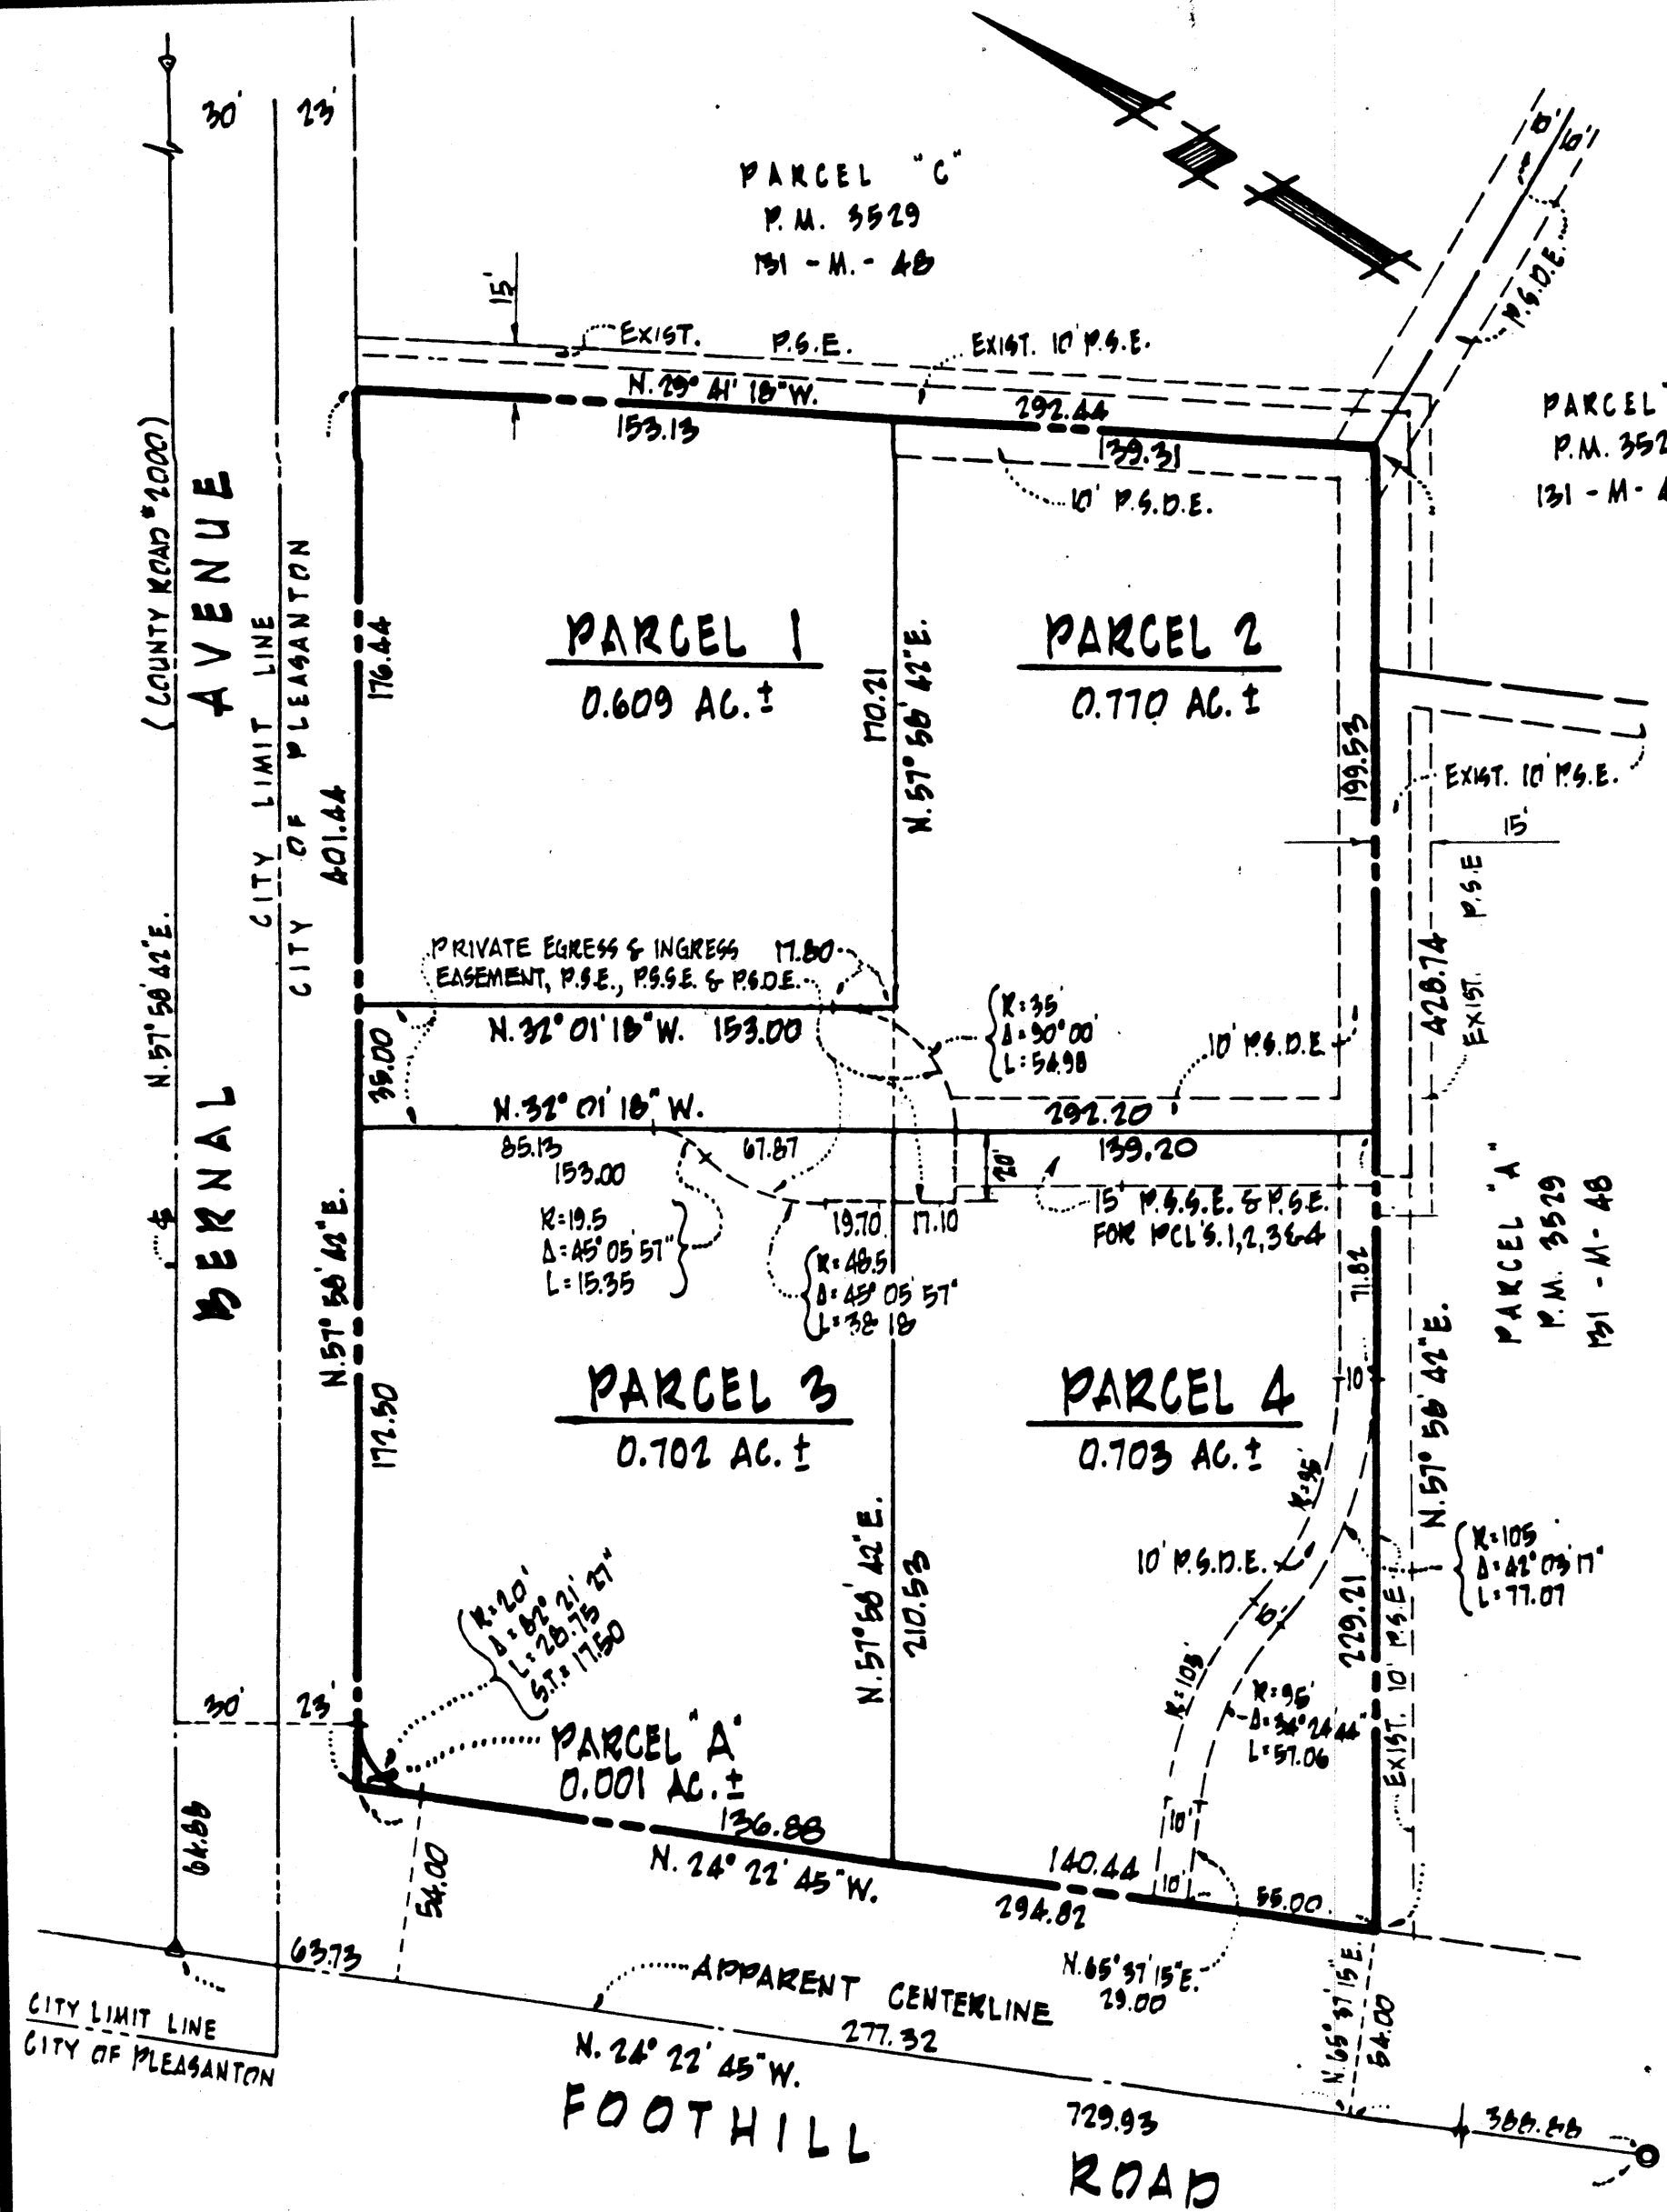 30'
23'
PARCEL "C"
P.M. 3529
131 - M. - 48
10'
10'
P.S.D.E.
15'
EXIST. P.S.E.
EXIST. 10' P.S.E.
N. 29° 41' 18" W.
292.44
153.13
139.31
10' P.S.D.E.
PARCEL "
P.M. 352
131 - M - 4
(COUNTY ROAD #2000)
BERNAL AVENUE
N. 57° 58' 42" E.
CITY LIMIT LINE
CITY OF PLEASANTON
176.44
401.44
PARCEL 1
0.609 AC. ±
170.21
N. 57° 58' 42" E.
PARCEL 2
0.770 AC. ±
199.53
EXIST. 10' P.S.E.
15'
EXIST. P.S.E
428.74
PRIVATE EGRESS & INGRESS
EASEMENT, P.S.E., P.S.S.E. & P.S.D.E.
17.80
N. 32° 01' 18" W. 153.00
35.00
R=35'
Δ=90°00'
L=54.98
10' P.S.D.E.
N. 32° 01' 18" W.
292.20
85.13
67.87
153.00
139.20
20'
R=19.5
Δ=45° 05' 57"
L=15.35
19.70
17.10
15' P.S.S.E. & P.S.E.
FOR PCL'S. 1,2,3&4
R=48.5
Δ=45° 05' 57"
L=38.18
71.82
PARCEL "A"
P.M. 3529
131 - M - 48
N. 57° 58' 42" E.
172.50
PARCEL 3
0.702 AC. ±
PARCEL 4
0.703 AC. ±
10
N. 57° 58' 42" E.
R=95'
10' P.S.D.E.
R=105
Δ=42° 03' 17"
L=77.07
N. 57° 58' 42" E.
210.53
229.21
EXIST. 10' P.S.E
R=20'
Δ=82° 21' 27"
L=28.75
S.T.=17.50
10'
R=105'
R=95'
Δ=34° 24' 44"
L=57.06
30'
23'
PARCEL "A"
0.001 AC. ±
136.88
N. 24° 22' 45" W.
10'
10'
140.44
294.82
55.00
64.88
54.00
63.73
APPARENT CENTERLINE
277.32
N. 65° 37' 15" E.
29.00
N. 65° 37' 15" E.
54.00
CITY LIMIT LINE
CITY OF PLEASANTON
N. 24° 22' 45" W.
729.93
388.88
FOOTHILL ROAD